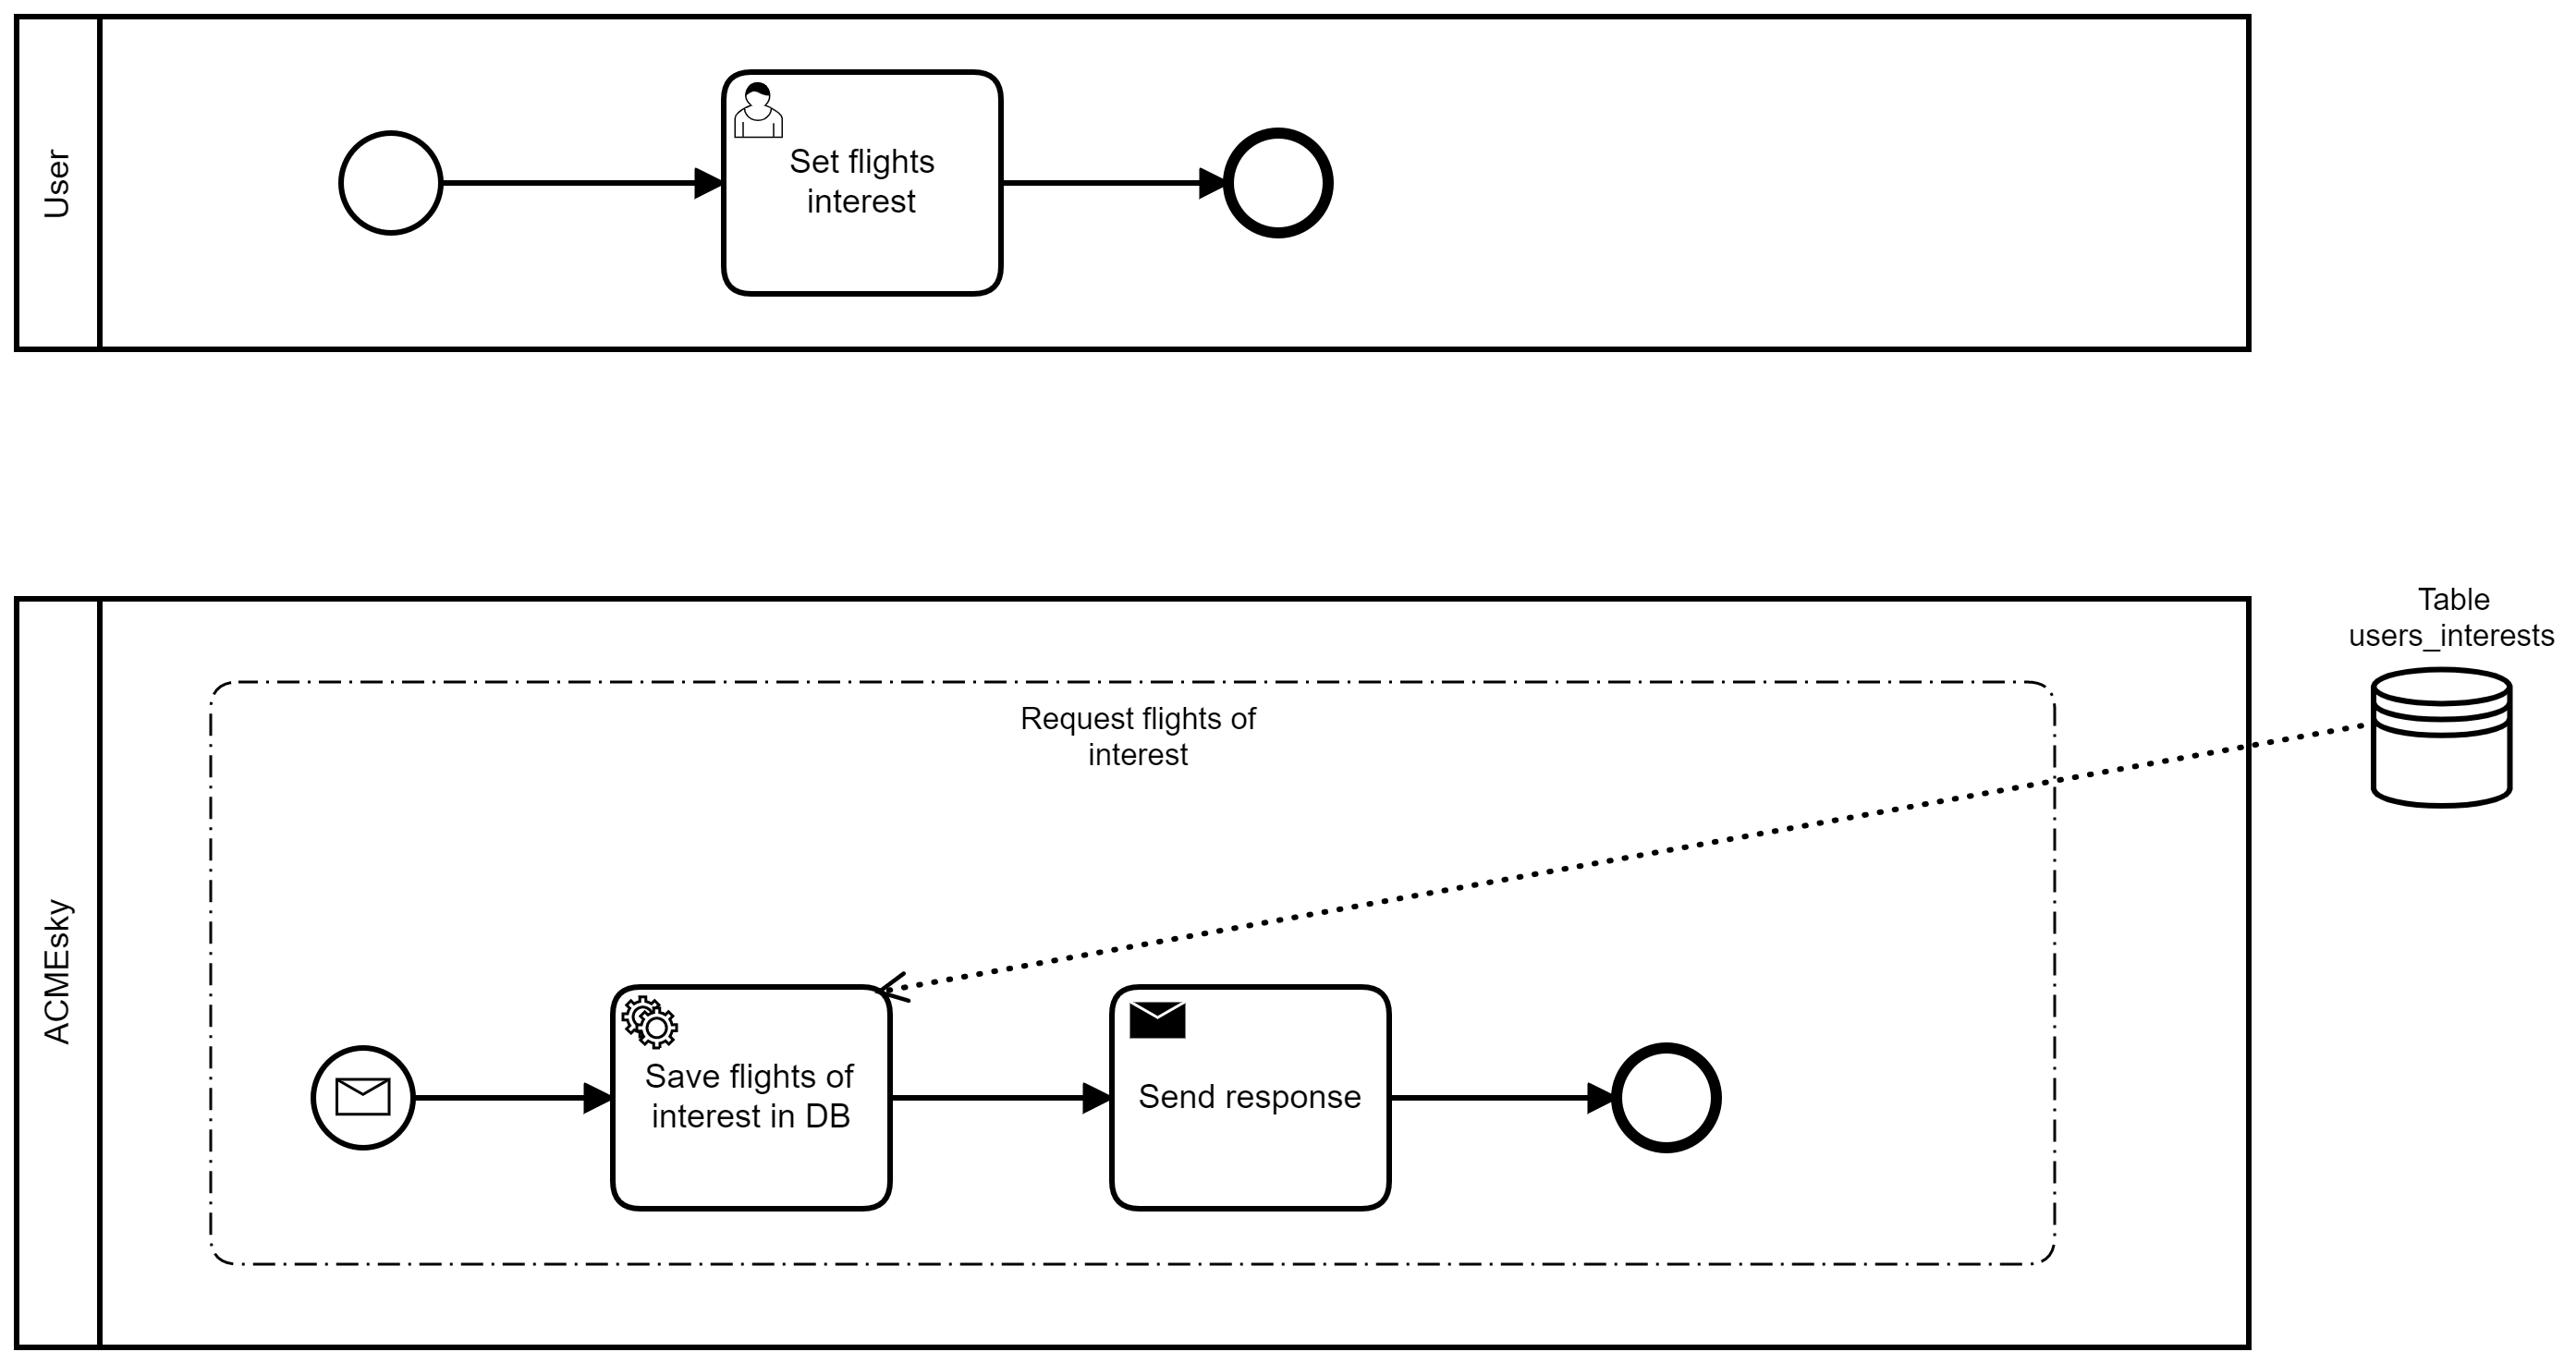 User
Set flights
interest
Table
users_interests
ACMEsky
Request flights of
interest
Save flights of
interest in DB
Send response